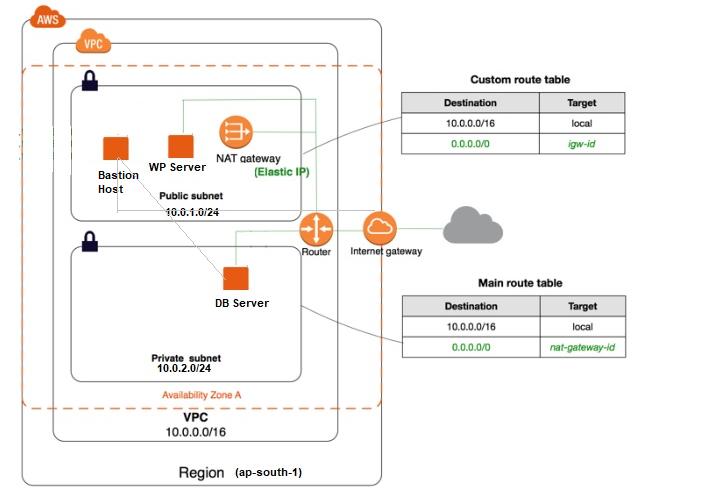 AWS
VPC
Custom route table
Destination Target
10.0.0.0/16 local
0.0.0.0/0 igw-id
WP Server
NAT gateway
(Elastic IP)
Bastion
Host
Public subnet
10.0.1.0/24
Router
Internet gateway
DB Server
Main route table
Destination Target
10.0.0.0/16 local
0.0.0.0/0 nat-gateway-id
Private subnet
10.0.2.0/24
Availability Zone A
VPC
10.0.0.0/16
Region (ap-south-1)